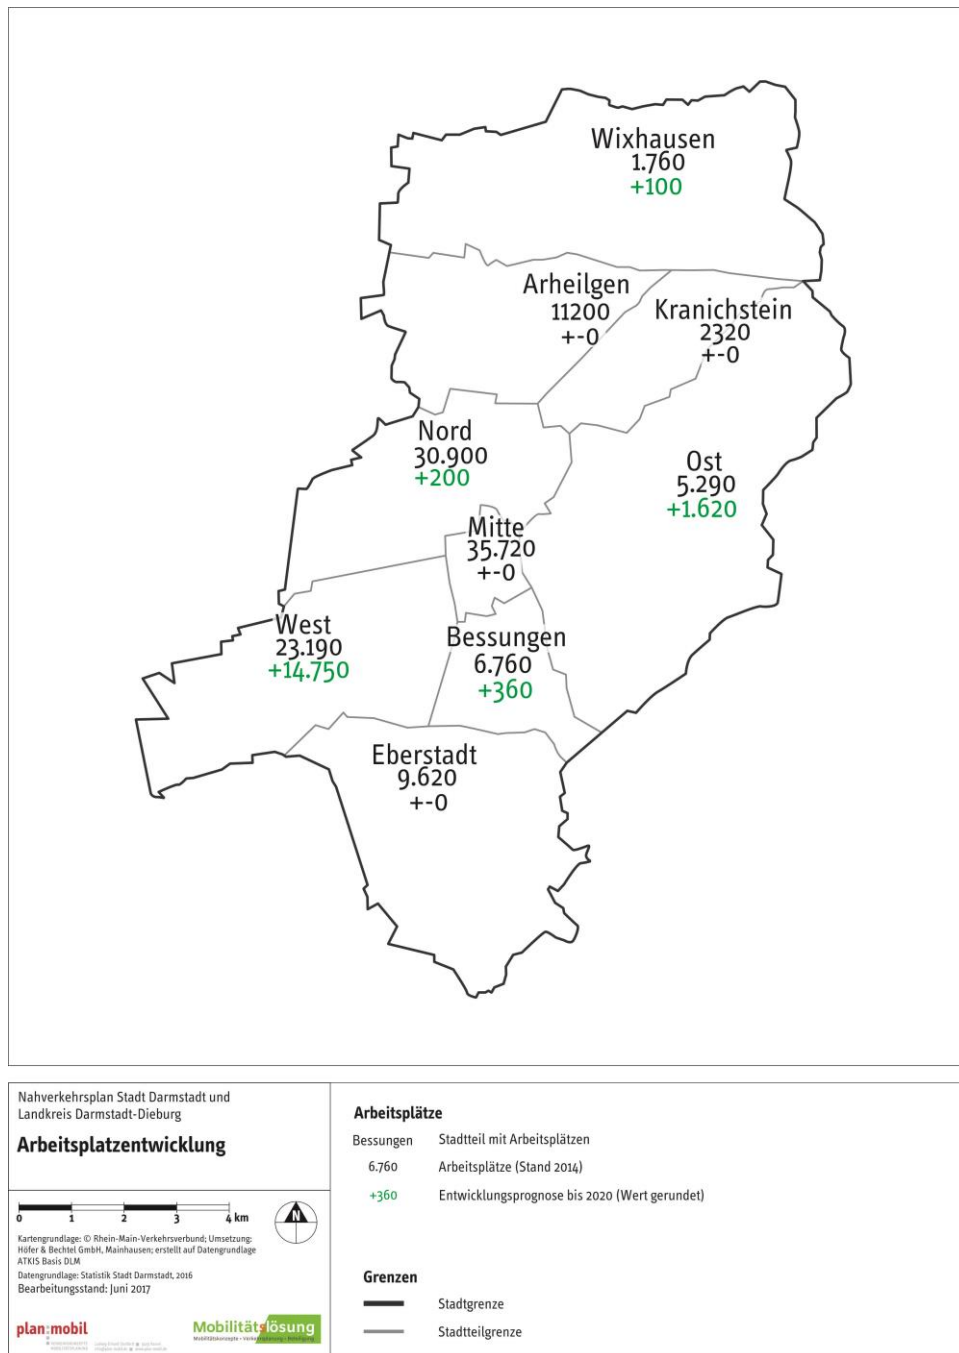 Wixhausen
1.760
+100
Arheilgen
11200
+-0
Kranichstein
2320
+-0
Nord
30.900
+200
Ost
5.290
+1.620
Mitte
35.720
+-0
West
23.190
+14.750
Bessungen
6.760
+360
Eberstadt
9.620
+-0
Nahverkehrsplan Stadt Darmstadt und
Landkreis Darmstadt-Dieburg
Arbeitsplatzentwicklung
0 1 2 3 4 km
N
Kartengrundlage: © Rhein-Main-Verkehrsverbund; Umsetzung:
Höfer & Bechtel GmbH, Mainhausen; erstellt auf Datengrundlage
ATKIS Basis DLM
Datengrundlage: Statistik Stadt Darmstadt, 2016
Bearbeitungsstand: Juni 2017
plan:mobil
Mobilitätslösung
Mobilitätskonzepte • Verkehrsplanung • Beteiligung
Arbeitsplätze
Bessungen Stadtteil mit Arbeitsplätzen
6.760 Arbeitsplätze (Stand 2014)
+360 Entwicklungsprognose bis 2020 (Wert gerundet)
Grenzen
Stadtgrenze
Stadtteilgrenze